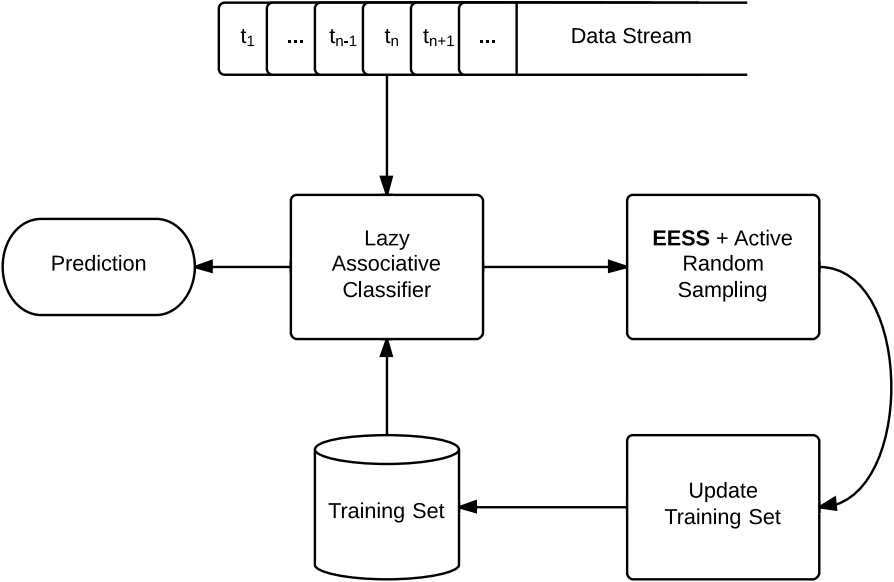 t1 ... tn-1 tn tn+1 ... Data Stream
Prediction
Lazy
Associative
Classifier
EESS + Active
Random
Sampling
Training Set
Update
Training Set